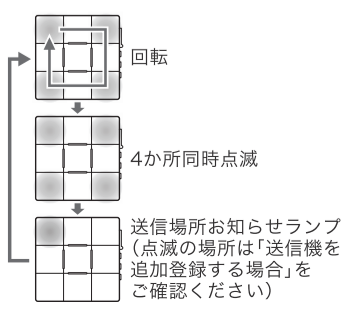 回転
4か所同時点滅
送信場所お知らせランプ
（点滅の場所は「送信機を
追加登録する場合」を
ご確認ください）